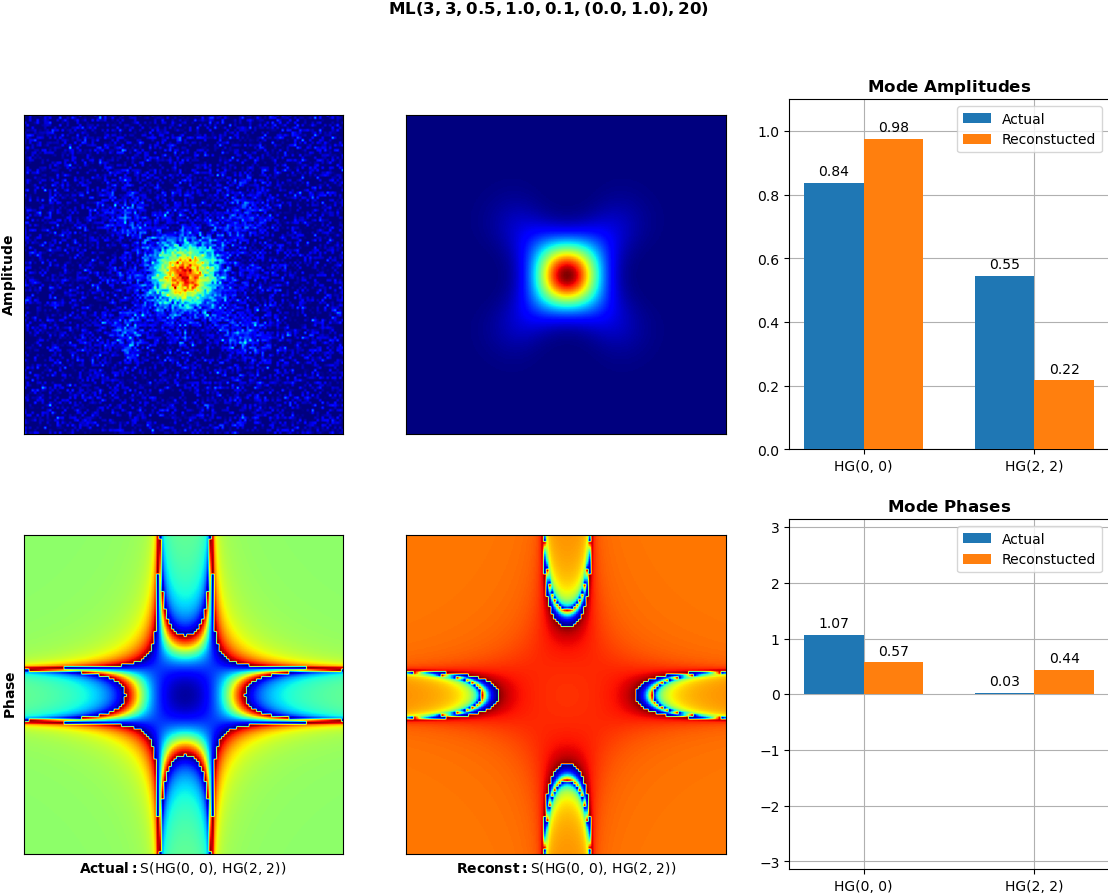 ML(3, 3, 0.5, 1.0, 0.1, (0.0, 1.0), 20)
Amplitude
Mode Amplitudes
Actual
Reconstucted
1.0
0.8
0.6
0.4
0.2
0.0
0.84
0.98
0.55
0.22
HG(0, 0)
HG(2, 2)
Phase
Actual: S(HG(0, 0), HG(2, 2))
Reconst: S(HG(0, 0), HG(2, 2))
Mode Phases
Actual
Reconstucted
3
2
1
0
−1
−2
−3
1.07
0.57
0.03
0.44
HG(0, 0)
HG(2, 2)